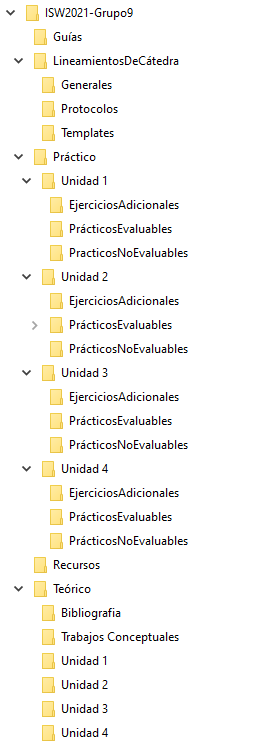 ISW2021-Grupo9
Guías
LineamientosDeCátedra
Generales
Protocolos
Templates
Práctico
Unidad 1
EjerciciosAdicionales
PrácticosEvaluables
PracticosNoEvaluables
Unidad 2
EjerciciosAdicionales
PrácticosEvaluables
PrácticosNoEvaluables
Unidad 3
EjerciciosAdicionales
PrácticosEvaluables
PrácticosNoEvaluables
Unidad 4
EjerciciosAdicionales
PrácticosEvaluables
PrácticosNoEvaluables
Recursos
Teórico
Bibliografia
Trabajos Conceptuales
Unidad 1
Unidad 2
Unidad 3
Unidad 4